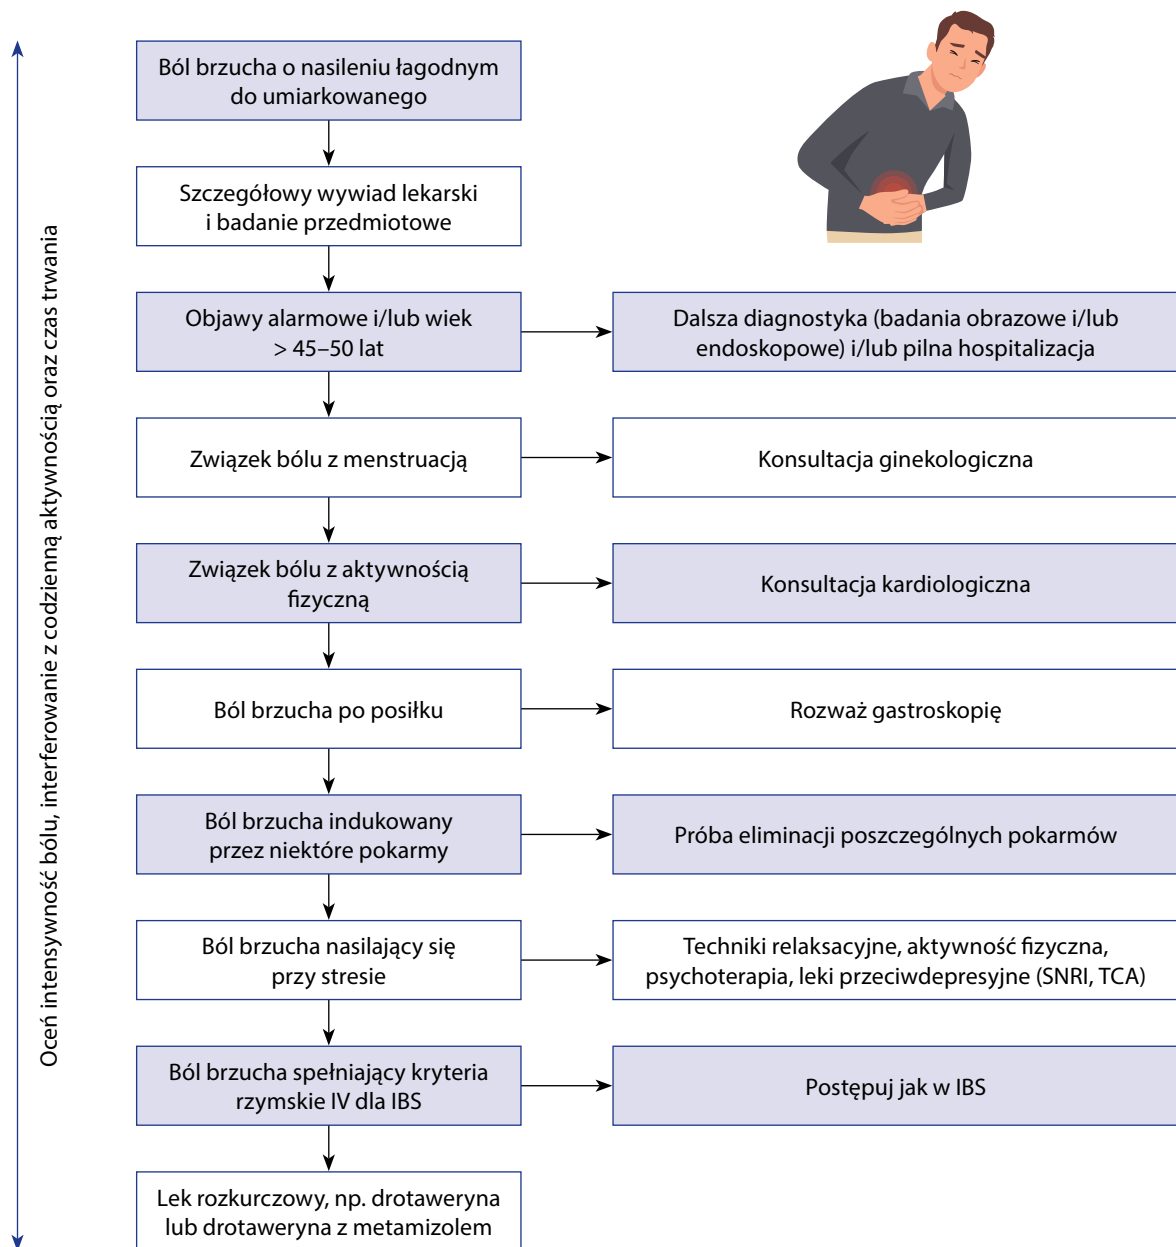 Ból brzucha o nasileniu łagodnym
do umiarkowanego
Szczegółowy wywiad lekarski
i badanie przedmiotowe
Objawy alarmowe i/lub wiek
> 45–50 lat
Dalsza diagnostyka (badania obrazowe i/lub
endoskopowe) i/lub pilna hospitalizacja
Związek bólu z menstruacją
Konsultacja ginekologiczna
Związek bólu z aktywnością
fizyczną
Konsultacja kardiologiczna
Ból brzucha po posiłku
Rozważ gastroskopię
Ból brzucha indukowany
przez niektóre pokarmy
Próba eliminacji poszczególnych pokarmów
Ból brzucha nasilający się
przy stresie
Techniki relaksacyjne, aktywność fizyczna,
psychoterapia, leki przeciwdepresyjne (SNRI, TCA)
Ból brzucha spełniający kryteria
rzymskie IV dla IBS
Postępuj jak w IBS
Lek rozkurczowy, np. drotaweryna
lub drotaweryna z metamizolem
Oceń intensywność bólu, interferowanie z codzienną aktywnością oraz czas trwania